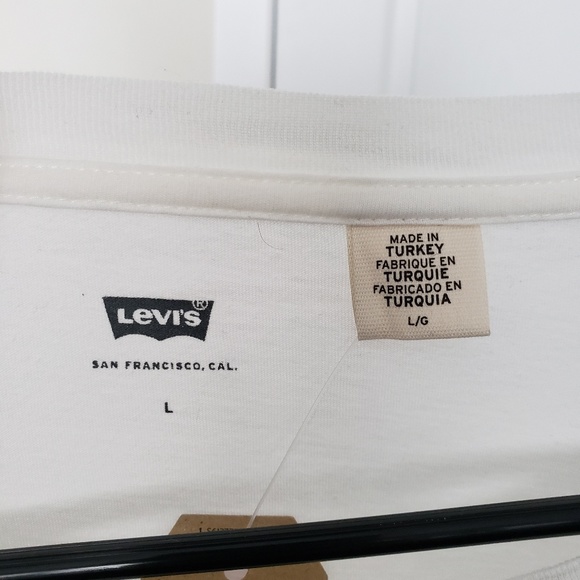 Levi's®
SAN FRANCISCO, CAL.
L
MADE IN
TURKEY
FABRIQUE EN
TURQUIE
FABRICADO EN
TURQUIA
L/G